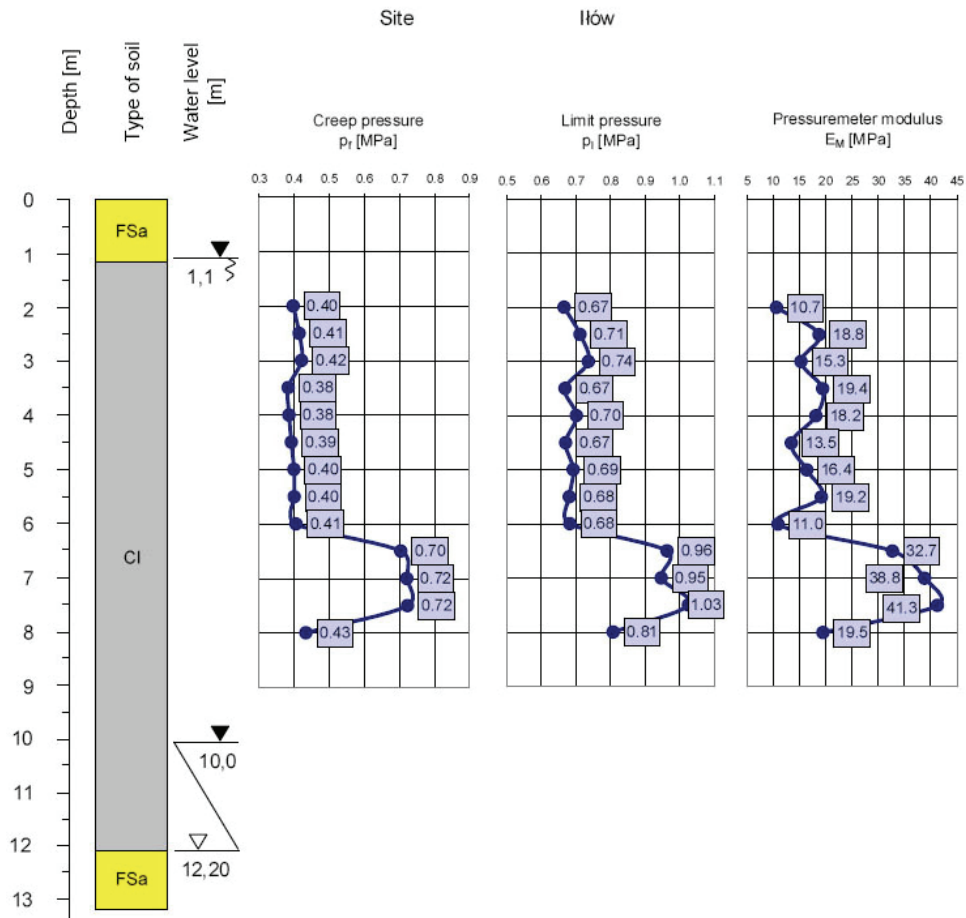 Site Iłów
Depth [m]
Type of soil
Water level
[m]
Creep pressure
pf [MPa]
Limit pressure
pl [MPa]
Pressuremeter modulus
EM [MPa]
0.3 0.4 0.5 0.6 0.7 0.8 0.9
0.5 0.6 0.7 0.8 0.9 1.0 1.1
5 10 15 20 25 30 35 40 45
0
FSa
1
1,1
2
0.40 0.67 10.7
0.41 0.71 18.8
3
0.42 0.74 15.3
0.38 0.67 19.4
4
0.38 0.70 18.2
0.39 0.67 13.5
5
0.40 0.69 16.4
0.40 0.68 19.2
6
0.41 0.68 11.0
CI
0.70 0.96 32.7
7
0.72 0.95 38.8
0.72 1.03 41.3
8
0.43 0.81 19.5
9
10
10,0
11
12
12,20
FSa
13